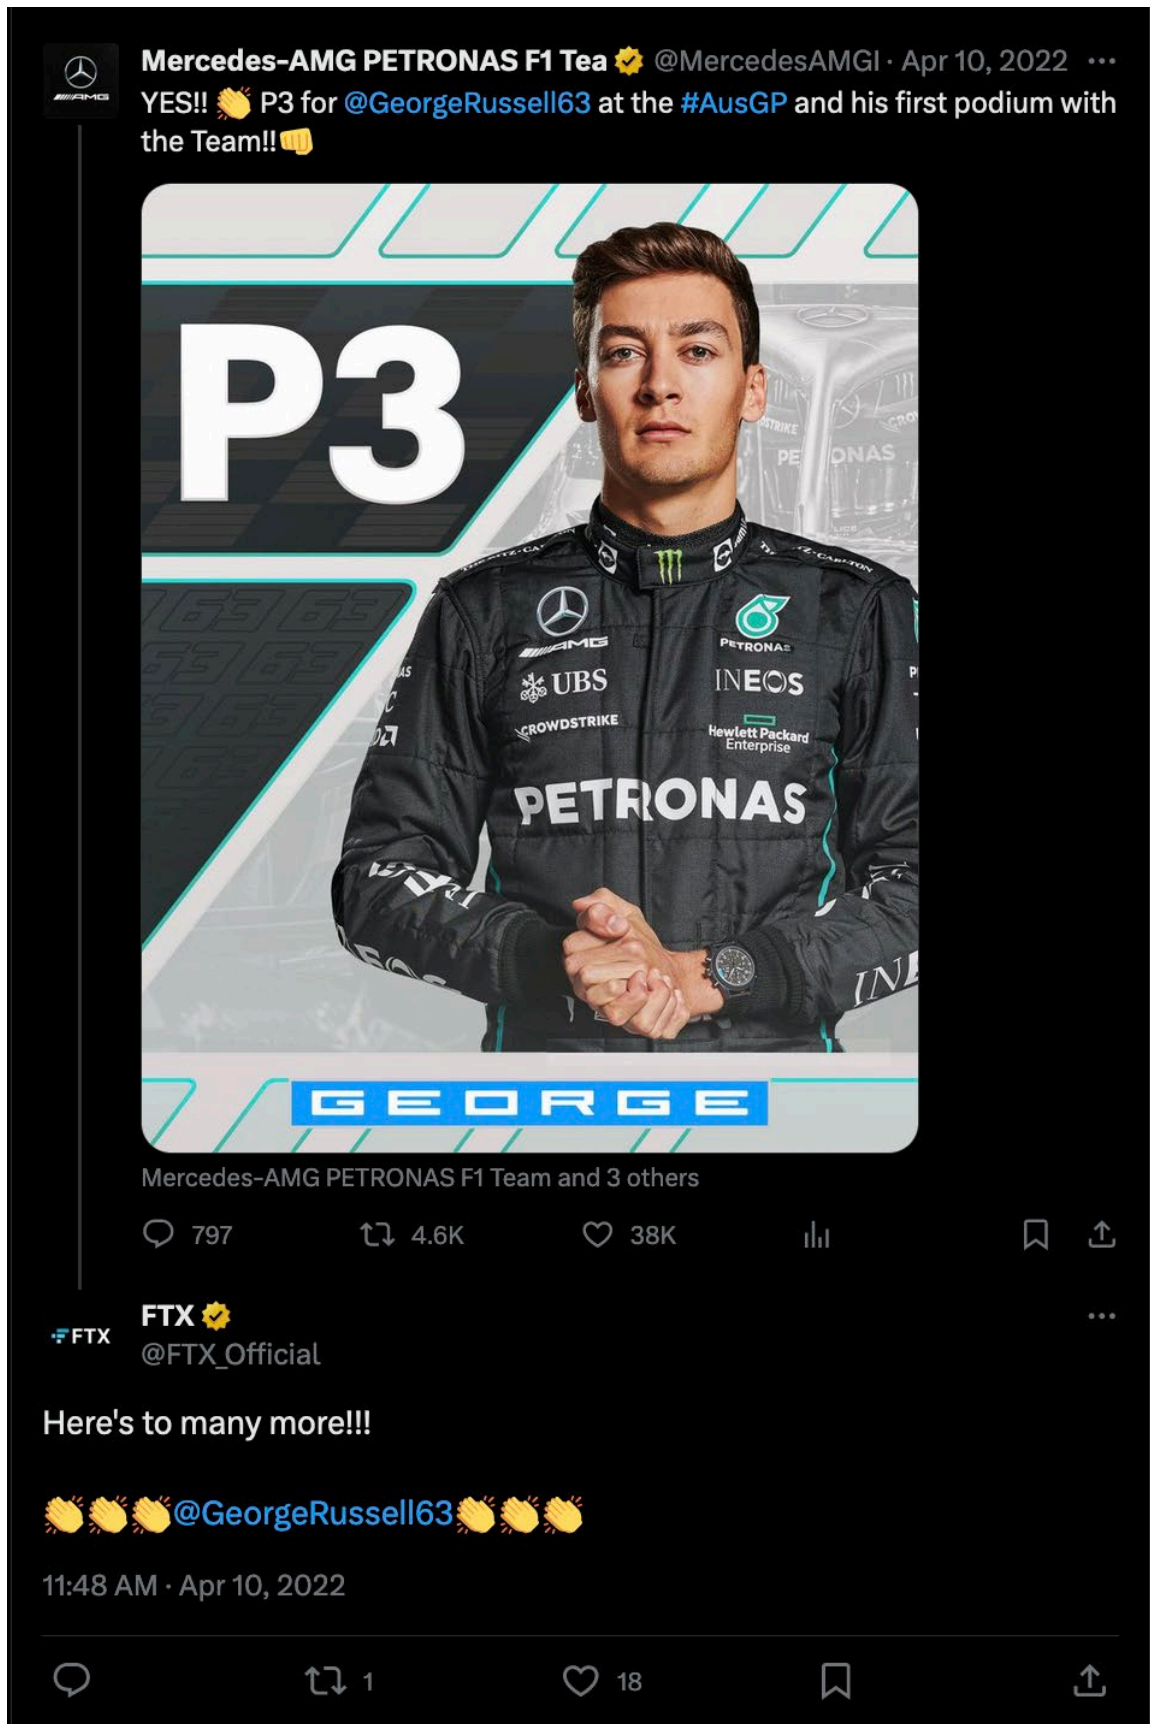 Mercedes-AMG PETRONAS F1 Tea @MercedesAMGI · Apr 10, 2022 ···
YES!! 👏 P3 for @GeorgeRussell63 at the #AusGP and his first podium with
the Team!!👊
P3
STRIKE
PETRONAS
AMG
PETRONAS
UBS
INEOS
CROWDSTRIKE
Hewlett Packard
Enterprise
PETRONAS
GEORGE
Mercedes-AMG PETRONAS F1 Team and 3 others
797 4.6K 38K
FTX
FTX
@FTX_Official
···
Here's to many more!!!
👏👏👏@GeorgeRussell63👏👏👏
11:48 AM · Apr 10, 2022
1 18